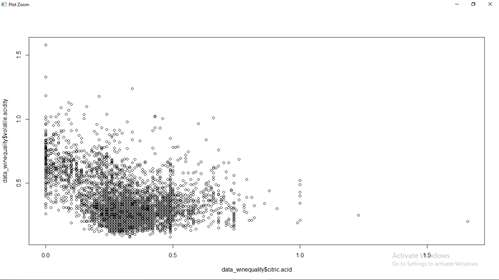 Plot Zoom
data_winequality$volatile.acidity
1.5
1.0
0.5
0.0
0.5
1.0
1.5
data_winequality$citric.acid
Activate Windows
Go to Settings to activate Windows.